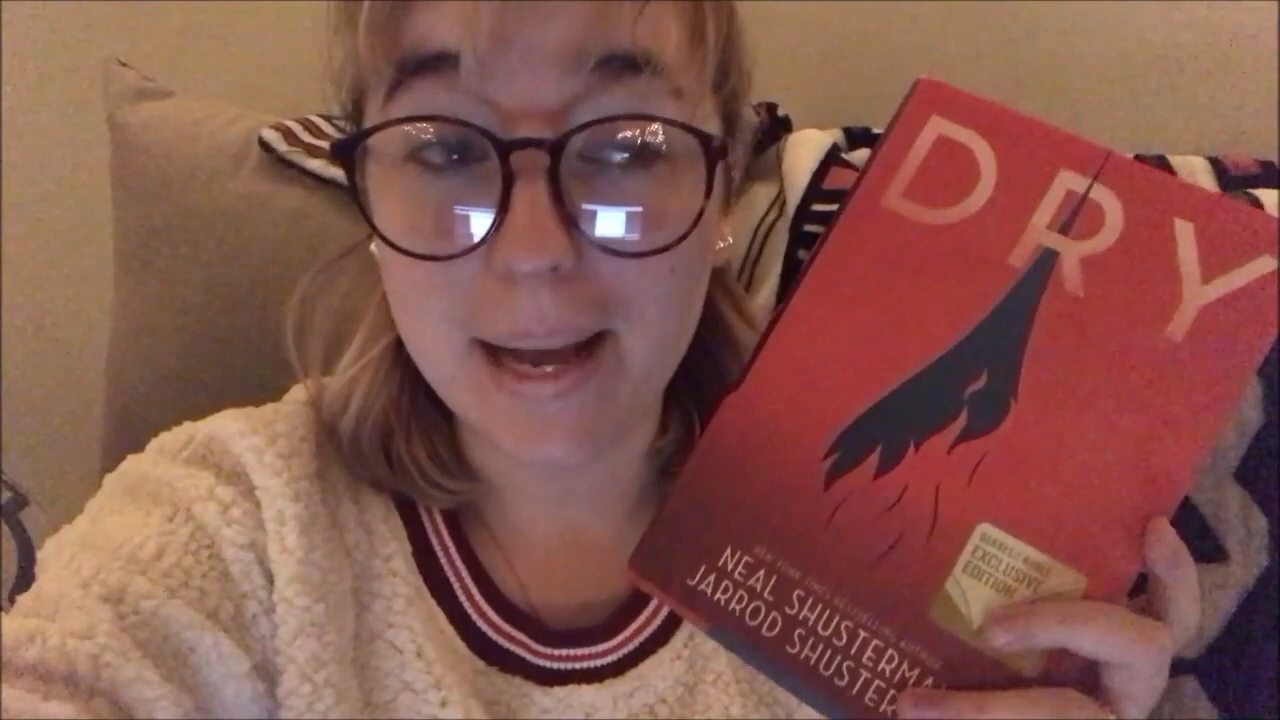 DRY
NEW YORK TIMES BESTSELLING AUTHOR
NEAL SHUSTERMA
JARROD SHUSTER
BARNES & NOBLE
EXCLUSIVE
EDITION